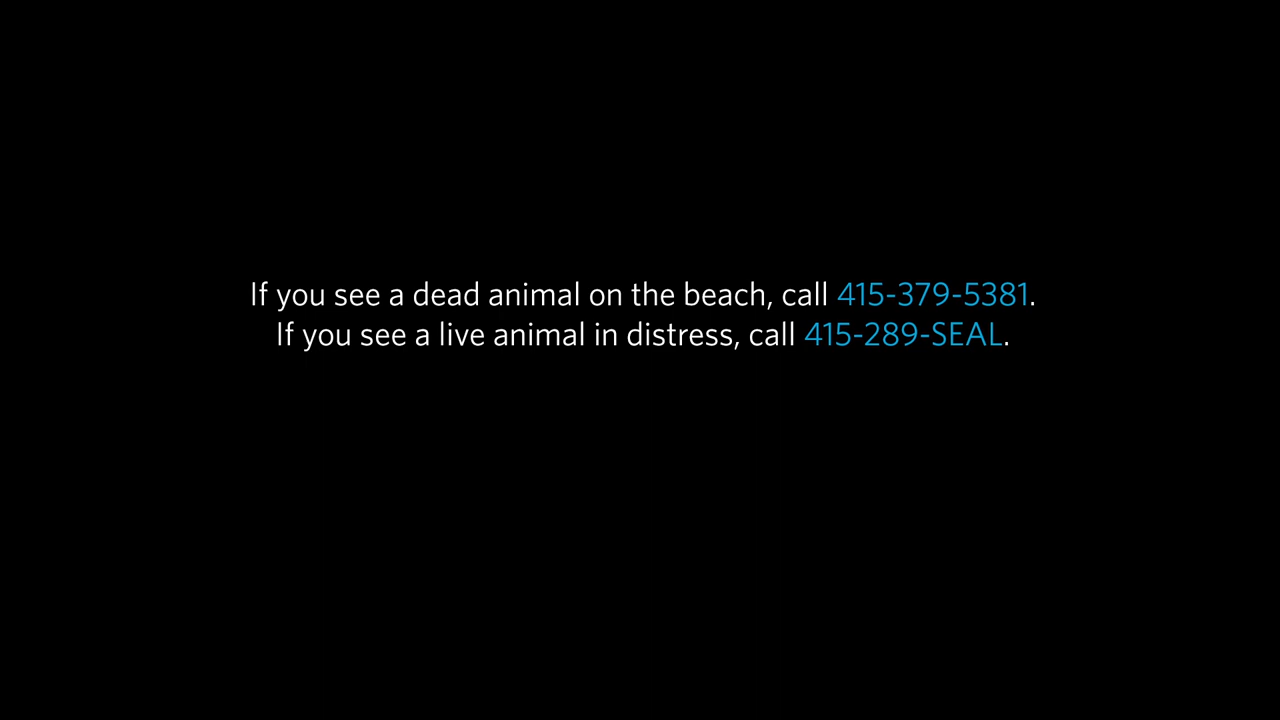 If you see a dead animal on the beach, call 415-379-5381.
If you see a live animal in distress, call 415-289-SEAL.